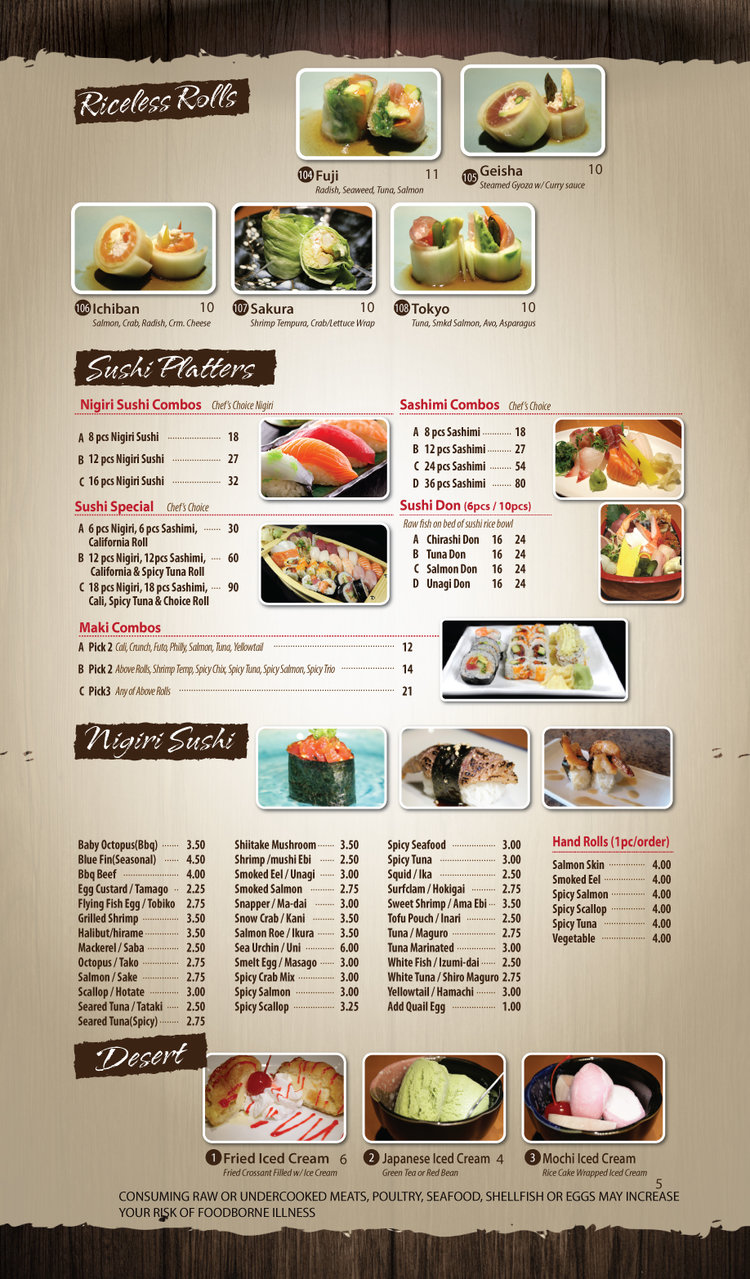 Riceless Rolls
104 Fuji 11
Radish, Seaweed, Tuna, Salmon
105 Geisha 10
Steamed Gyoza w/ Curry sauce
106 Ichiban 10
Salmon, Crab, Radish, Crm. Cheese
107 Sakura 10
Shrimp Tempura, Crab/Lettuce Wrap
108 Tokyo 10
Tuna, Smkd Salmon, Avo, Asparagus
Sushi Platters
Nigiri Sushi Combos Chef's Choice Nigiri
A 8 pcs Nigiri Sushi 18
B 12 pcs Nigiri Sushi 27
C 16 pcs Nigiri Sushi 32
Sushi Special Chef's Choice
A 6 pcs Nigiri, 6 pcs Sashimi, 30
California Roll
B 12 pcs Nigiri, 12pcs Sashimi, 60
California & Spicy Tuna Roll
C 18 pcs Nigiri, 18 pcs Sashimi, 90
Cali, Spicy Tuna & Choice Roll
Sashimi Combos Chef's Choice
A 8 pcs Sashimi 18
B 12 pcs Sashimi 27
C 24 pcs Sashimi 54
D 36 pcs Sashimi 80
Sushi Don (6pcs / 10pcs)
Raw fish on bed of sushi rice bowl
A Chirashi Don 16 24
B Tuna Don 16 24
C Salmon Don 16 24
D Unagi Don 16 24
Maki Combos
A Pick 2 Cali, Crunch, Futo, Philly, Salmon, Tuna, Yellowtail 12
B Pick 2 Above Rolls, Shrimp Temp, Spicy Chix, Spicy Tuna, Spicy Salmon, Spicy Trio 14
C Pick3 Any of Above Rolls 21
Nigiri Sushi
Baby Octopus(Bbq) 3.50
Blue Fin(Seasonal) 4.50
Bbq Beef 4.00
Egg Custard / Tamago 2.25
Flying Fish Egg / Tobiko 2.75
Grilled Shrimp 3.50
Halibut/hirame 3.50
Mackerel / Saba 2.50
Octopus / Tako 2.75
Salmon / Sake 2.75
Scallop / Hotate 3.00
Seared Tuna / Tataki 2.50
Seared Tuna(Spicy) 2.75
Shiitake Mushroom 3.50
Shrimp /mushi Ebi 2.50
Smoked Eel / Unagi 3.00
Smoked Salmon 2.75
Snapper / Ma-dai 3.00
Snow Crab / Kani 3.50
Salmon Roe / Ikura 3.50
Sea Urchin / Uni 6.00
Smelt Egg / Masago 3.00
Spicy Crab Mix 3.00
Spicy Salmon 3.00
Spicy Scallop 3.25
Spicy Seafood 3.00
Spicy Tuna 3.00
Squid / Ika 2.50
Surfclam / Hokigai 2.75
Sweet Shrimp / Ama Ebi 3.50
Tofu Pouch / Inari 2.50
Tuna / Maguro 2.75
Tuna Marinated 3.00
White Fish / Izumi-dai 2.50
White Tuna / Shiro Maguro 2.75
Yellowtail / Hamachi 3.00
Add Quail Egg 1.00
Hand Rolls (1pc/order)
Salmon Skin 4.00
Smoked Eel 4.00
Spicy Salmon 4.00
Spicy Scallop 4.00
Spicy Tuna 4.00
Vegetable 4.00
Desert
1 Fried Iced Cream 6
Fried Crossant Filled w/ Ice Cream
2 Japanese Iced Cream 4
Green Tea or Red Bean
3 Mochi Iced Cream
Rice Cake Wrapped Iced Cream
5
CONSUMING RAW OR UNDERCOOKED MEATS, POULTRY, SEAFOOD, SHELLFISH OR EGGS MAY INCREASE
YOUR RISK OF FOODBORNE ILLNESS